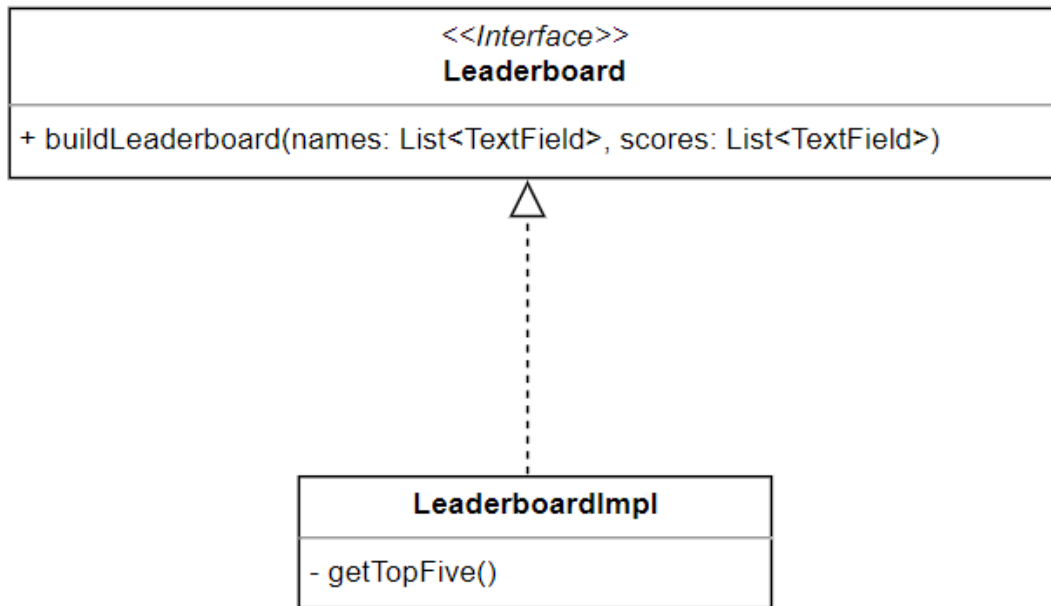 <<Interface>>
Leaderboard
+ buildLeaderboard(names: List<TextField>, scores: List<TextField>)
LeaderboardImpl
- getTopFive()